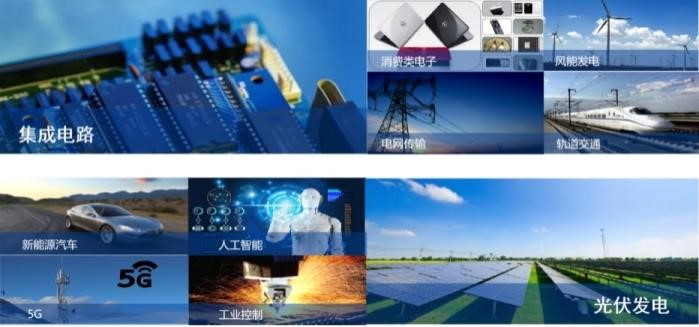 消费类电子
风能发电
集成电路
电网传输
轨道交通
新能源汽车
人工智能
5G
5G
工业控制
光伏发电